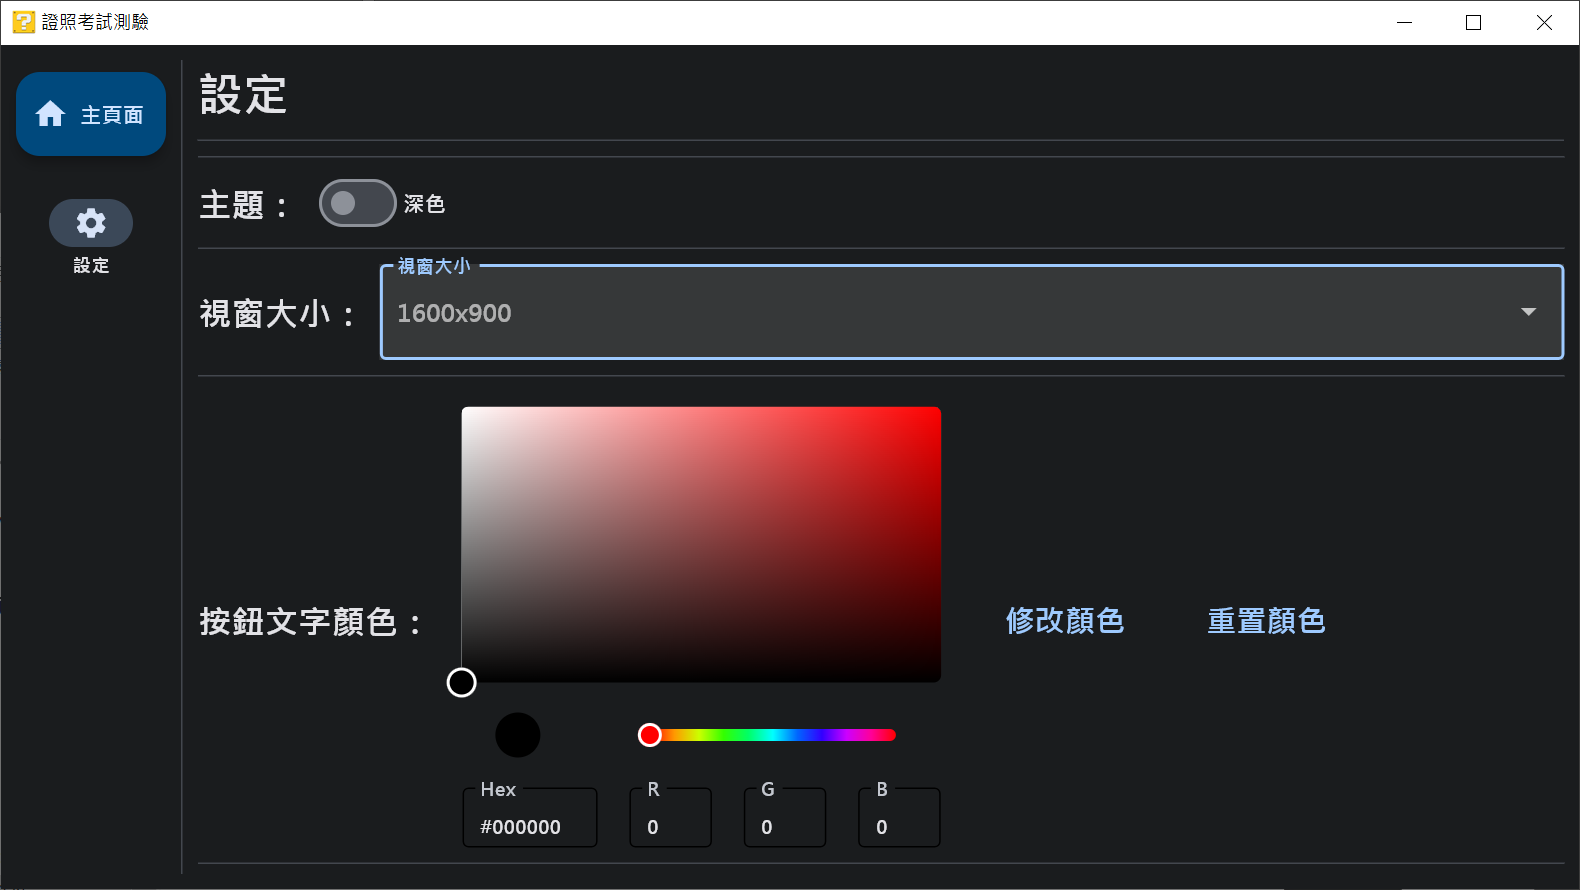 證照考試測驗
主頁面
設定
設定
主題：
深色
視窗大小
視窗大小：
1600x900
按鈕文字顏色：
修改顏色
重置顏色
Hex
R
G
B
#000000
0
0
0